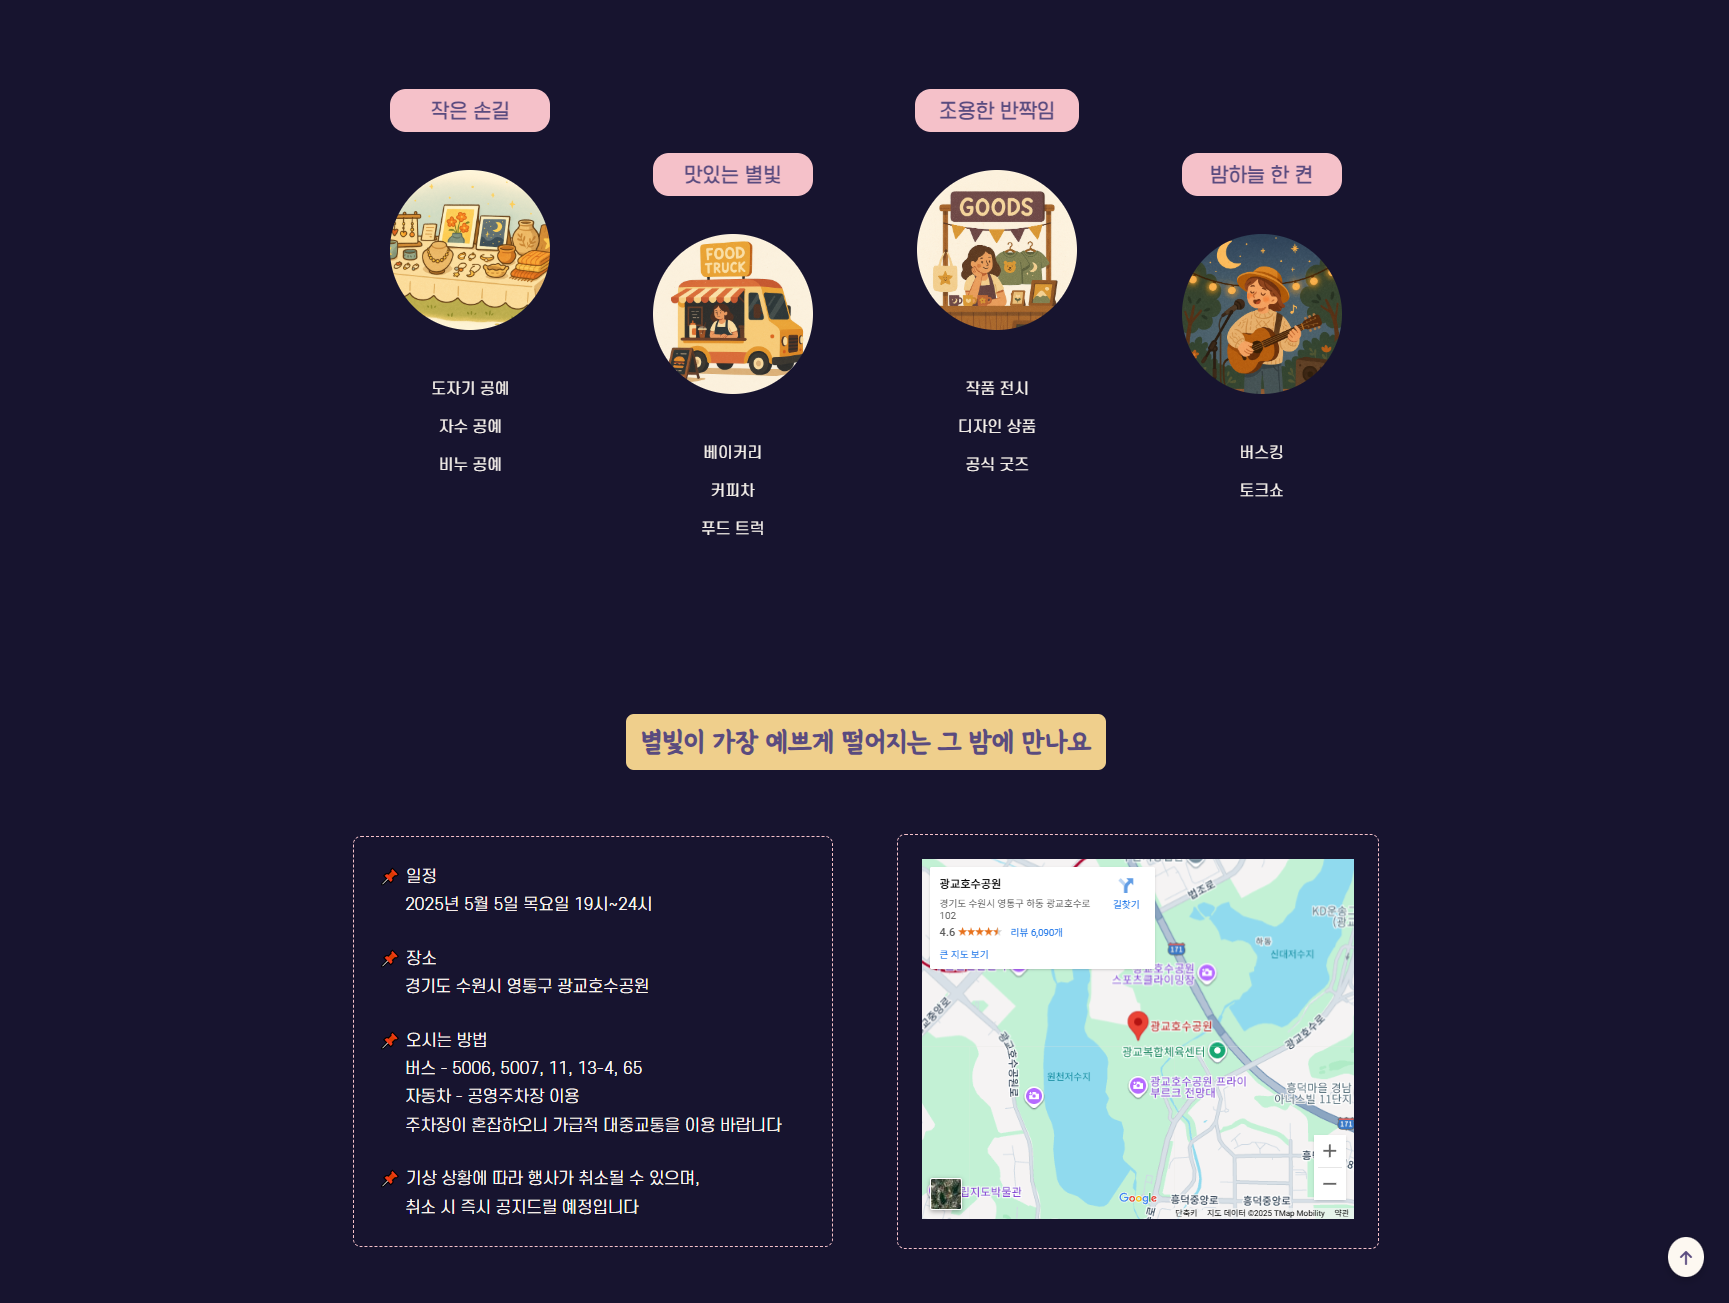 작은 손길
조용한 반짝임
맛있는 별빛
밤하늘 한 켠
GOODS
FOOD
TRUCK
도자기 공예
자수 공예
비누 공예
베이커리
커피차
푸드 트럭
작품 전시
디자인 상품
공식 굿즈
버스킹
토크쇼
별빛이 가장 예쁘게 떨어지는 그 밤에 만나요
일정
2025년 5월 5일 목요일 19시~24시
장소
경기도 수원시 영통구 광교호수공원
오시는 방법
버스 - 5006, 5007, 11, 13-4, 65
자동차 - 공영주차장 이용
주차장이 혼잡하오니 가급적 대중교통을 이용 바랍니다
기상 상황에 따라 행사가 취소될 수 있으며,
취소 시 즉시 공지드릴 예정입니다
광교호수공원
경기도 수원시 영통구 하동 광교호수로
102
길찾기
4.6 ★★★★★ 리뷰 6,090개
큰 지도 보기
법조로
KD운송
하동
신대저수지
171
광교호수공원
스포츠클라이밍장
광교중앙로
광교호수공원로
광교호수공원
광교복합체육센터
광교호수로
원천저수지
광교호수공원 프라이
부르크 전망대
흥덕마을 경남
아너스빌 11단지
171
립지도박물관
Google
흥덕중앙로
흥덕중앙로
단축키
지도 데이터 ©2025 TMap Mobility
약관